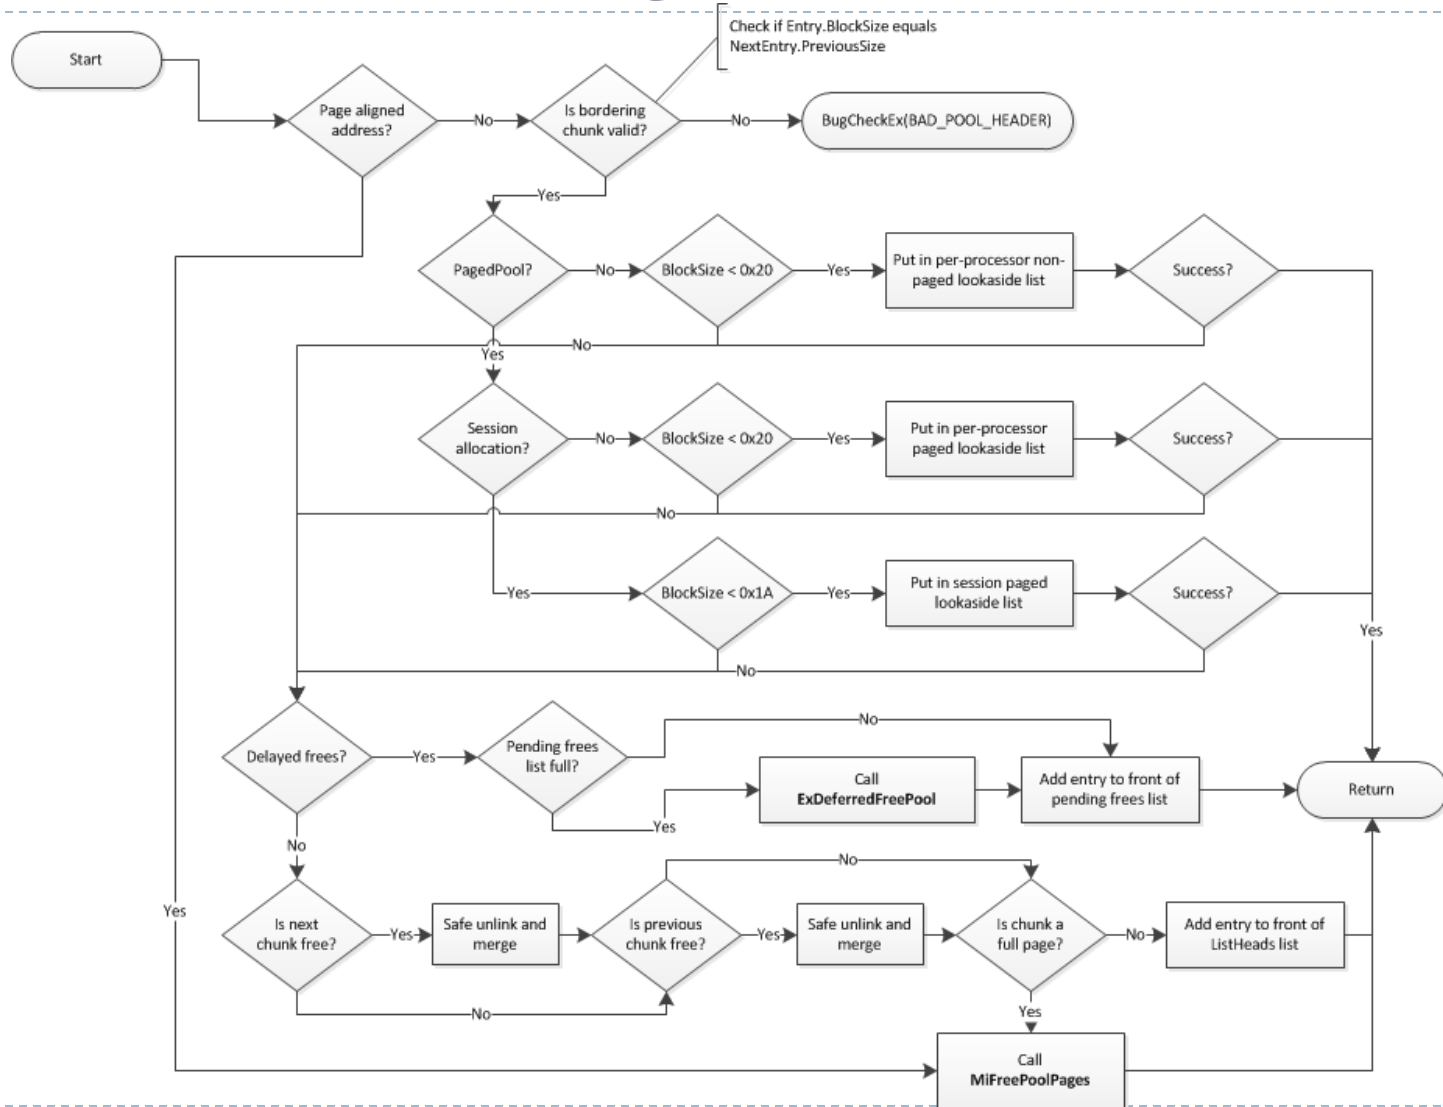 Check if Entry.BlockSize equals
NextEntry.PreviousSize
Start
Page aligned
address?
No
Is bordering
chunk valid?
No
BugCheckEx(BAD_POOL_HEADER)
Yes
PagedPool?
No
BlockSize < 0x20
Yes
Put in per-processor non-
paged lookaside list
Success?
No
Yes
Session
allocation?
No
BlockSize < 0x20
Yes
Put in per-processor
paged lookaside list
Success?
No
Yes
BlockSize < 0x1A
Yes
Put in session paged
lookaside list
Success?
Yes
No
Delayed frees?
Yes
Pending frees
list full?
No
Call
ExDeferredFreePool
Add entry to front of
pending frees list
Return
Yes
No
No
Yes
Is next
chunk free?
Yes
Safe unlink and
merge
Is previous
chunk free?
Yes
Safe unlink and
merge
Is chunk a
full page?
No
Add entry to front of
ListHeads list
No
Yes
Call
MiFreePoolPages